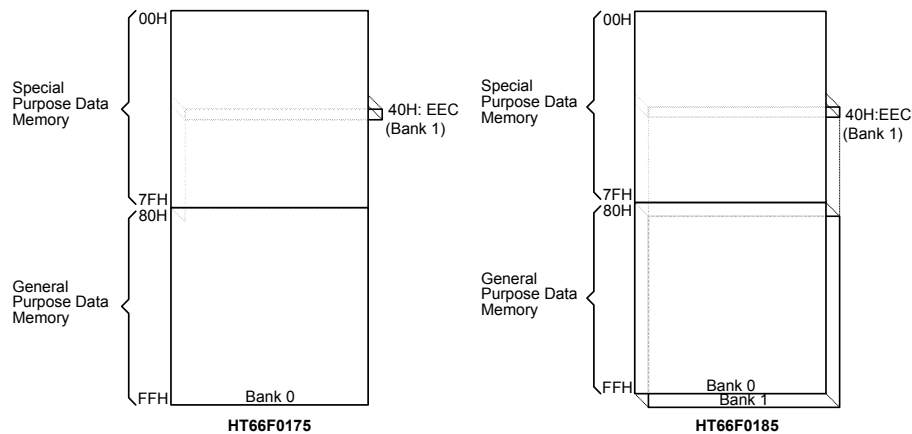 00H
Special
Purpose Data
Memory
40H: EEC
(Bank 1)
7FH
80H
General
Purpose Data
Memory
FFH
Bank 0
HT66F0175
00H
Special
Purpose Data
Memory
40H:EEC
(Bank 1)
7FH
80H
General
Purpose Data
Memory
FFH
Bank 0
Bank 1
HT66F0185